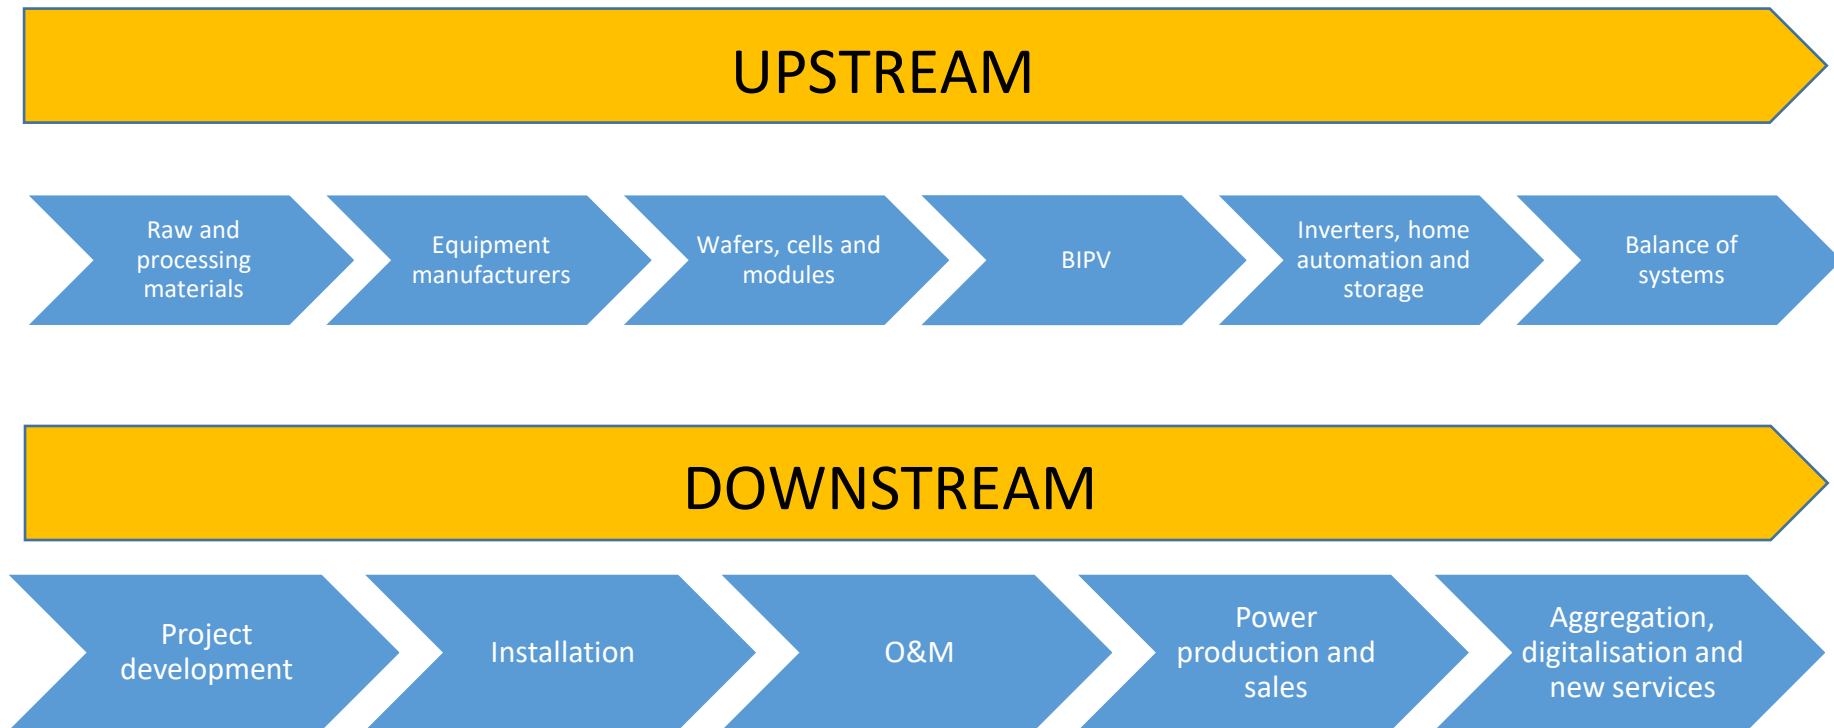 UPSTREAM
Raw and
processing
materials
Equipment
manufacturers
Wafers, cells and
modules
BIPV
Inverters, home
automation and
storage
Balance of
systems
DOWNSTREAM
Project
development
Installation
O&M
Power
production and
sales
Aggregation,
digitalisation and
new services